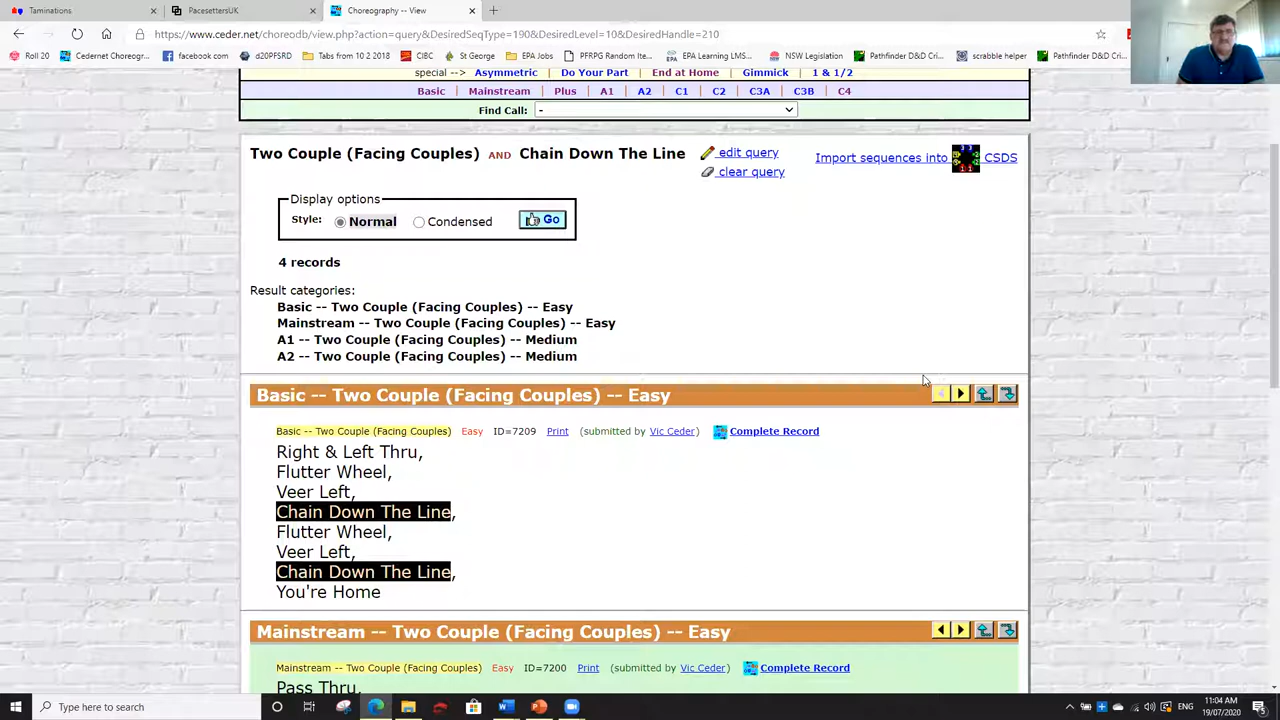 Taminations
PacesettersUK
Choreography -- View
https://www.ceder.net/choreodb/view.php?action=query&DesiredSeqType=190&DesiredLevel=10&DesiredHandle=210
Roll 20
Cedernet Choreogr...
facebook com
d20PFSRD
Tamtwirlers
CIBC
St George
EPA Jobs
PFRPG Random Ite...
EPA Learning LMS...
NSW Legislation
Pathfinder D&D Cri...
scrabble helper
Pathfinder D&D Cri...
special --> Asymmetric | Do Your Part | End at Home | Gimmick | 1 & 1/2
Basic | Mainstream | Plus | A1 | A2 | C1 | C2 | C3A | C3B | C4
Find Call: -
Two Couple (Facing Couples) AND Chain Down The Line
edit query
clear query
Import sequences into CSDS
Display options
Style: Normal Condensed Go
4 records
Result categories:
Basic -- Two Couple (Facing Couples) -- Easy
Mainstream -- Two Couple (Facing Couples) -- Easy
A1 -- Two Couple (Facing Couples) -- Medium
A2 -- Two Couple (Facing Couples) -- Medium
Basic -- Two Couple (Facing Couples) -- Easy
Basic -- Two Couple (Facing Couples) Easy ID=7209 Print (submitted by Vic Ceder) Complete Record
Right & Left Thru,
Flutter Wheel,
Veer Left,
Chain Down The Line,
Flutter Wheel,
Veer Left,
Chain Down The Line,
You're Home
Mainstream -- Two Couple (Facing Couples) -- Easy
Mainstream -- Two Couple (Facing Couples) Easy ID=7200 Print (submitted by Vic Ceder) Complete Record
Pass Thru,
Type here to search
ENG
11:04 AM
19/07/2020